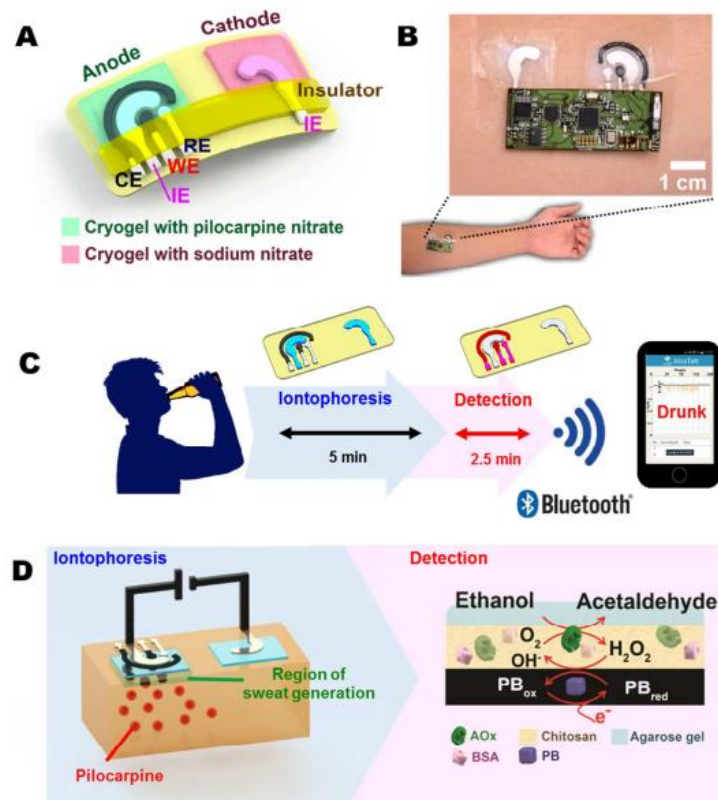 A
Anode
Cathode
Insulator
RE
IE
WE
CE
IE
Cryogel with pilocarpine nitrate
Cryogel with sodium nitrate
B
1 cm
C
Iontophoresis
Detection
5 min
2.5 min
Bluetooth®
Drunk
D
Iontophoresis
Region of
sweat generation
Pilocarpine
Detection
Ethanol
Acetaldehyde
O2
OH-
H2O2
PBox
PBred
e-
AOx
Chitosan
Agarose gel
BSA
PB